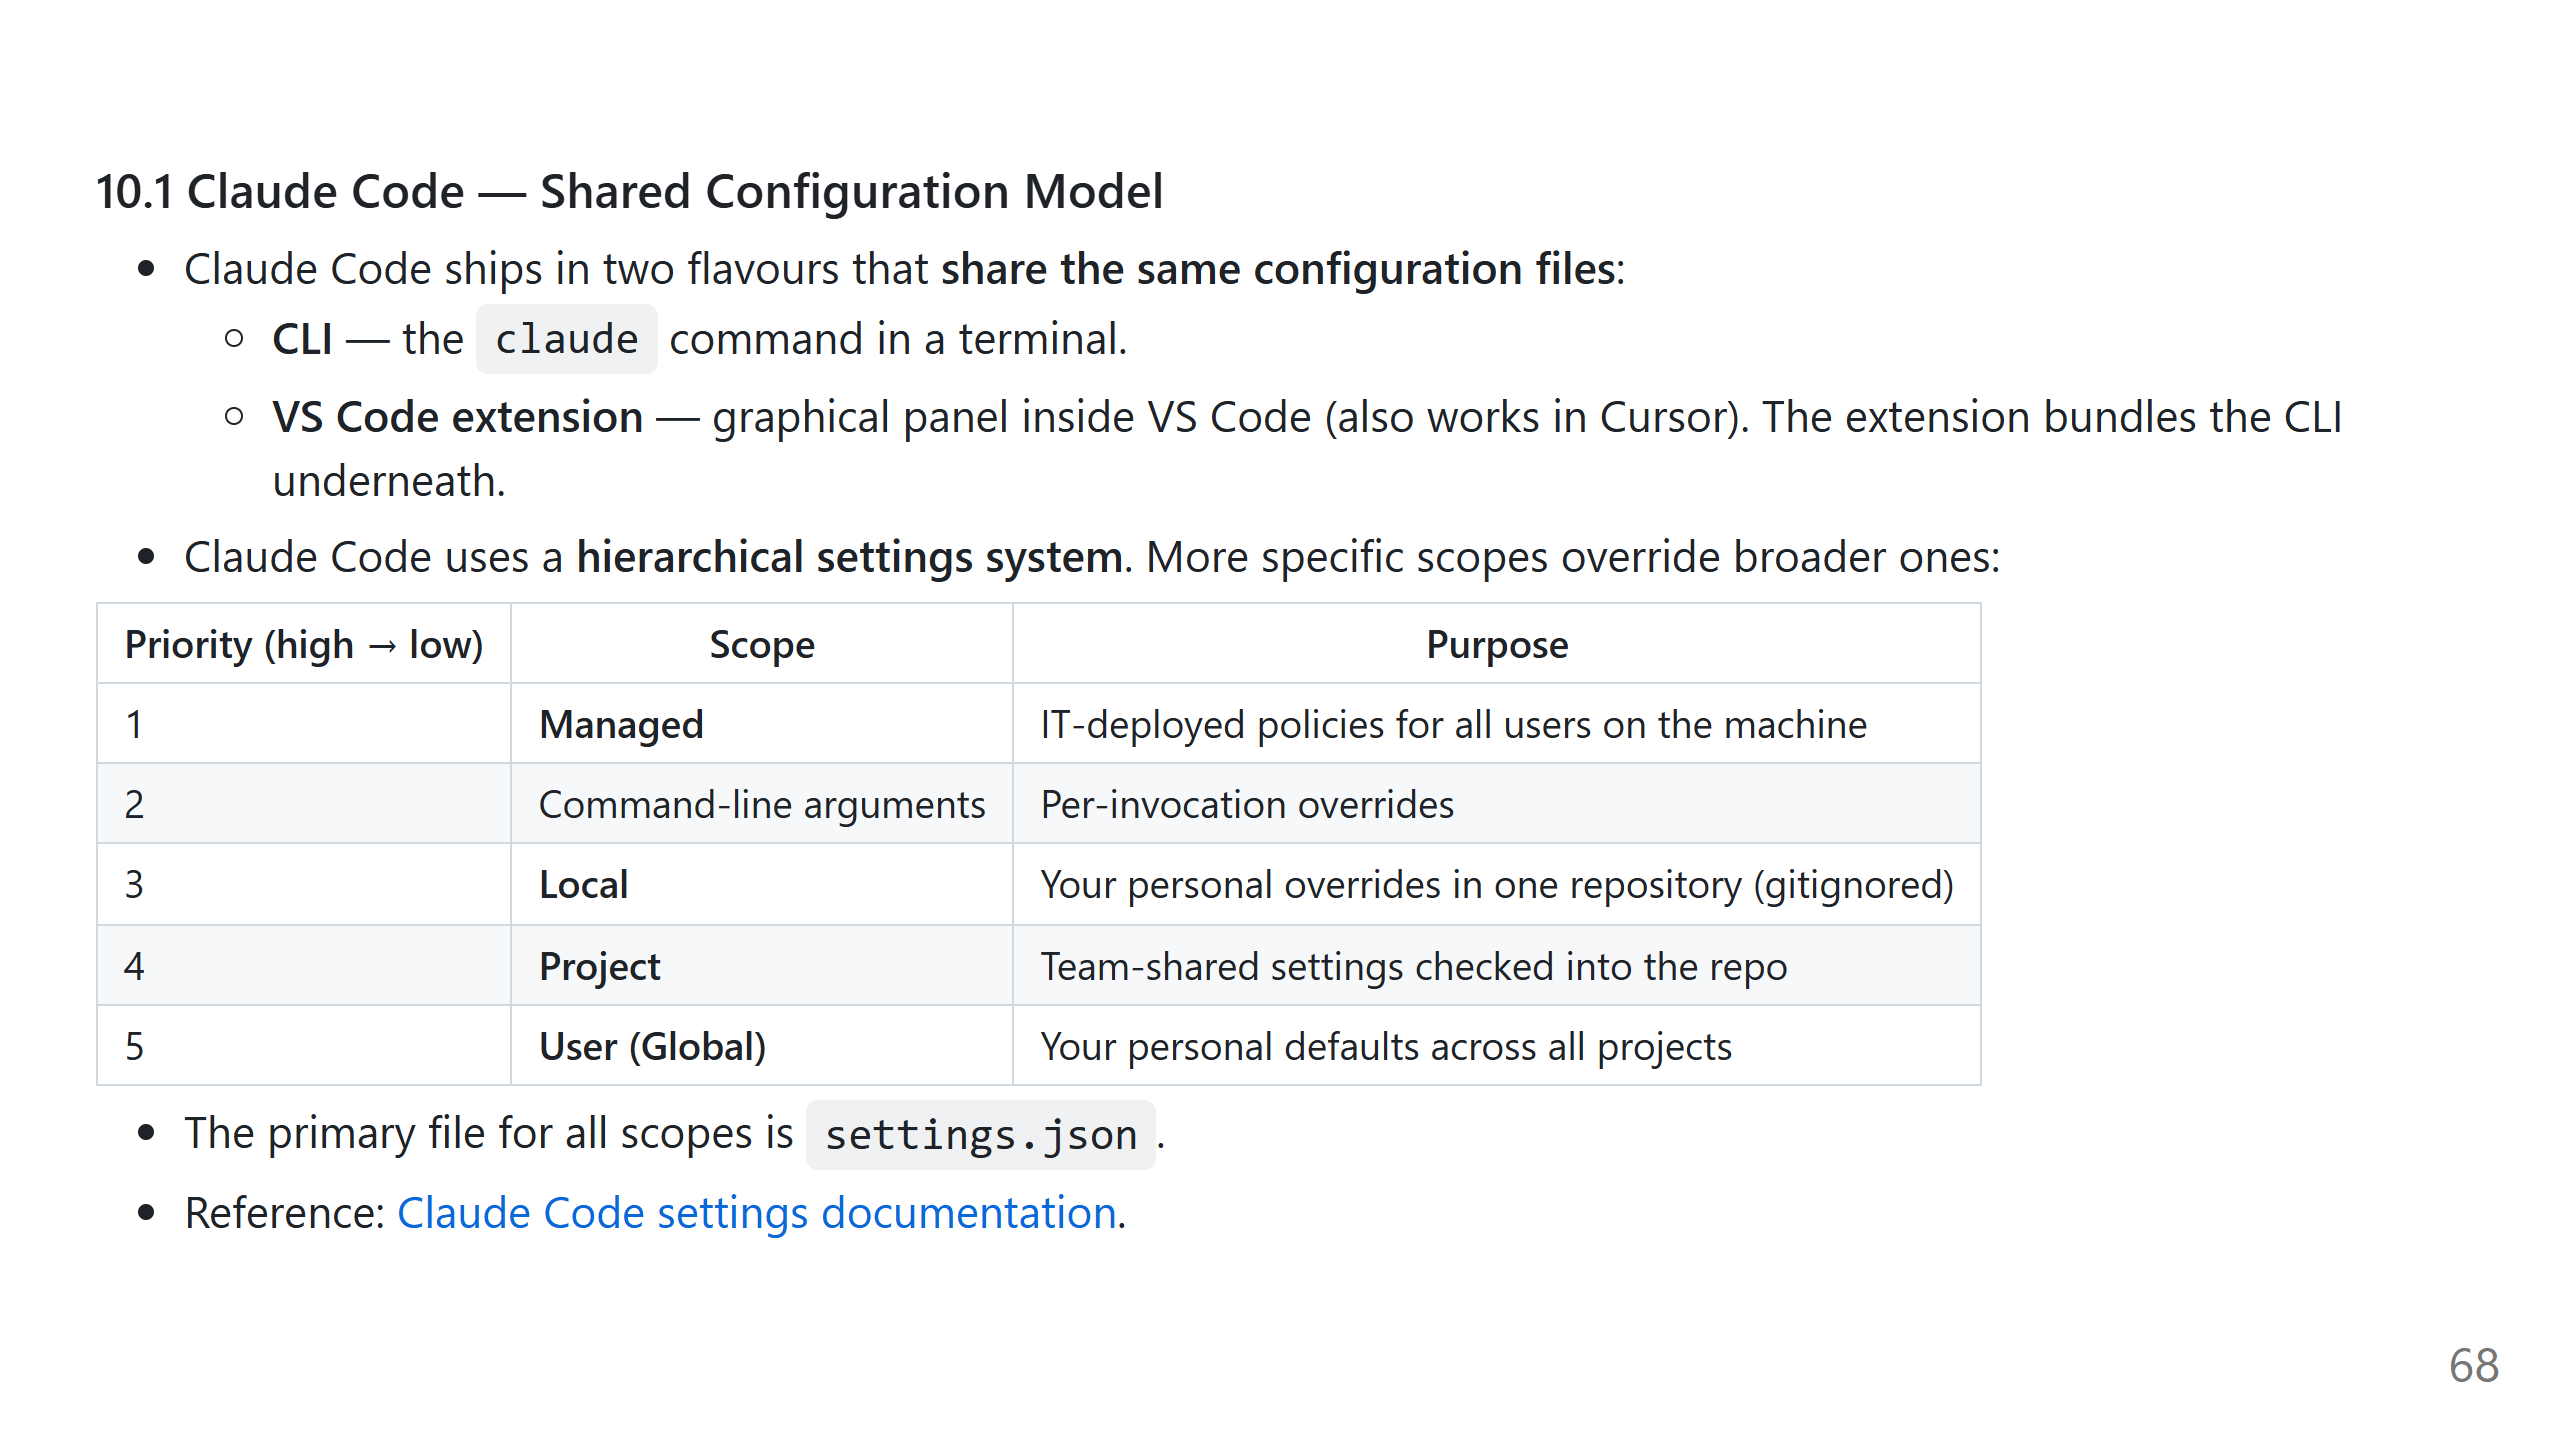 10.1 Claude Code — Shared Configuration Model
• Claude Code ships in two flavours that share the same configuration files:
○ CLI — the claude command in a terminal.
○ VS Code extension — graphical panel inside VS Code (also works in Cursor). The extension bundles the CLI
underneath.
• Claude Code uses a hierarchical settings system. More specific scopes override broader ones:
Priority (high → low) Scope Purpose
1 Managed IT-deployed policies for all users on the machine
2 Command-line arguments Per-invocation overrides
3 Local Your personal overrides in one repository (gitignored)
4 Project Team-shared settings checked into the repo
5 User (Global) Your personal defaults across all projects
• The primary file for all scopes is settings.json.
• Reference: Claude Code settings documentation.
68